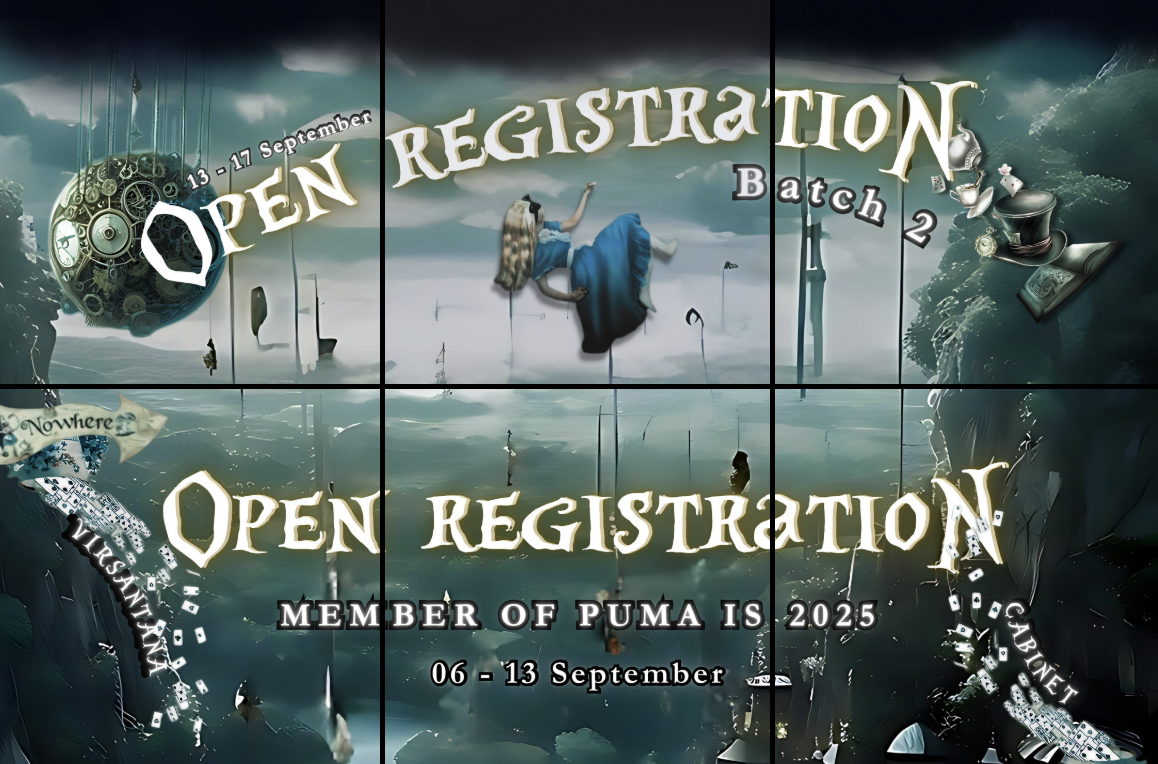 13 - 17 September
OPEN REGISTRaTION
Batch 2
Nowhere
OPEN REGISTRaTION
VIRSANTANA
MEMBER OF PUMA IS 2025
CABINET
06 - 13 September